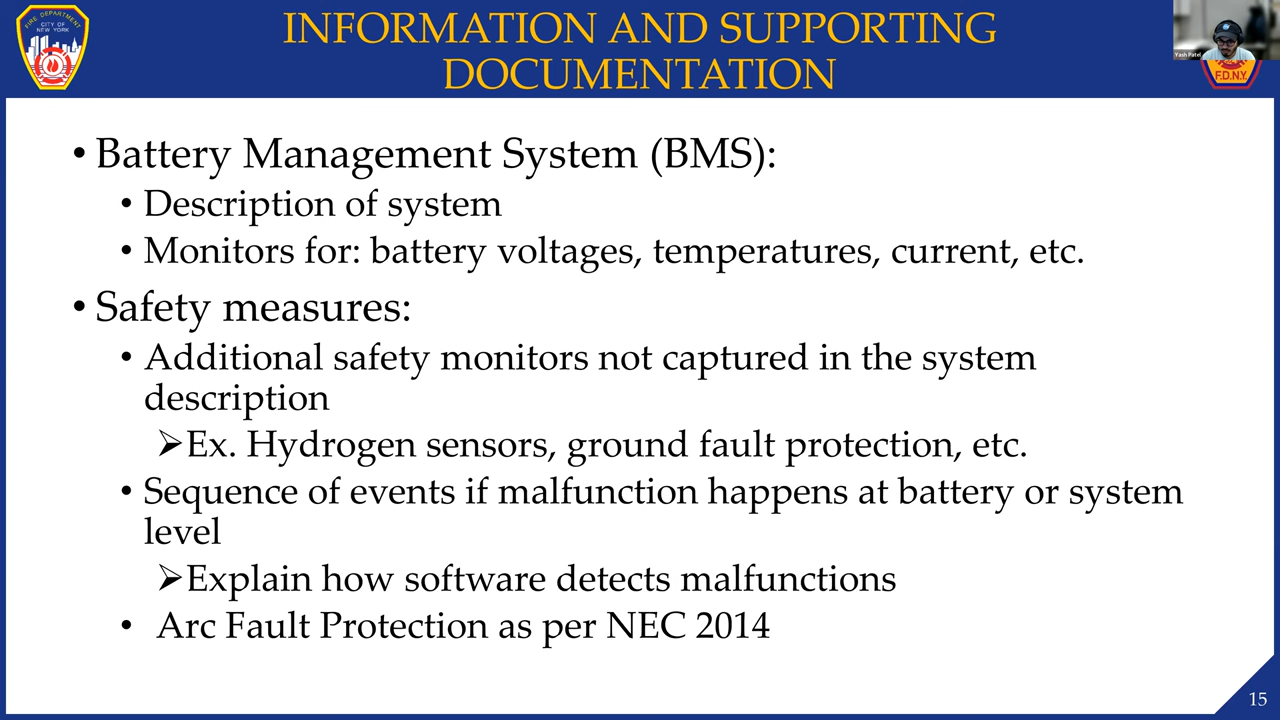 FIRE DEPARTMENT
CITY OF
NEW YORK
INFORMATION AND SUPPORTING
DOCUMENTATION
Yash Patel
F.D.N.Y.
• Battery Management System (BMS):
• Description of system
• Monitors for: battery voltages, temperatures, current, etc.
• Safety measures:
• Additional safety monitors not captured in the system
description
➢Ex. Hydrogen sensors, ground fault protection, etc.
• Sequence of events if malfunction happens at battery or system
level
➢Explain how software detects malfunctions
• Arc Fault Protection as per NEC 2014
15